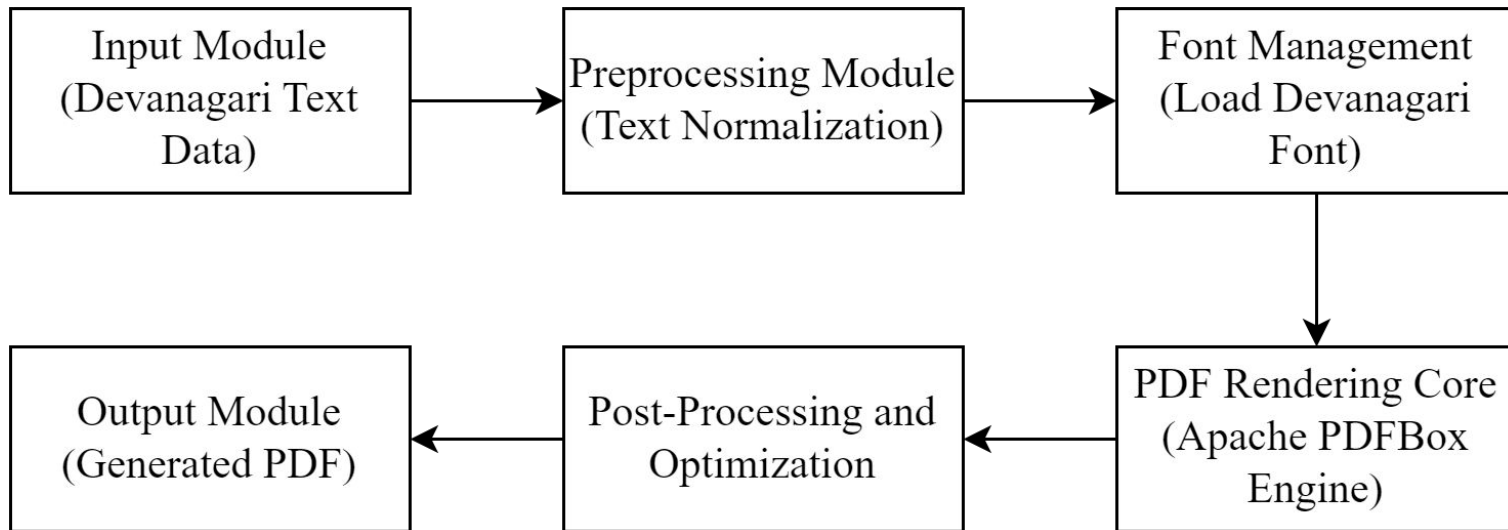 Input Module
(Devanagari Text
Data)
Preprocessing Module
(Text Normalization)
Font Management
(Load Devanagari
Font)
PDF Rendering Core
(Apache PDFBox
Engine)
Post-Processing and
Optimization
Output Module
(Generated PDF)